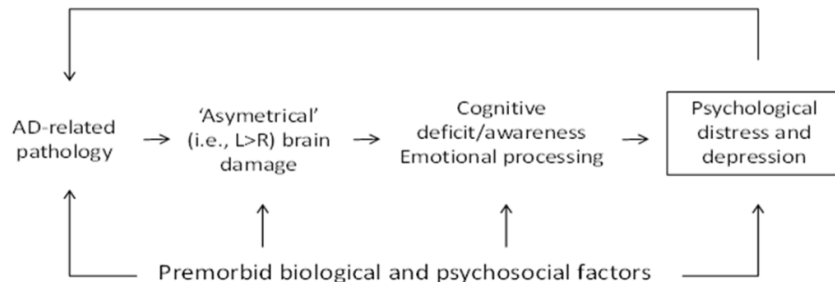 AD-related
pathology
'Asymetrical'
(i.e., L>R) brain
damage
Cognitive
deficit/awareness
Emotional processing
Psychological
distress and
depression
Premorbid biological and psychosocial factors